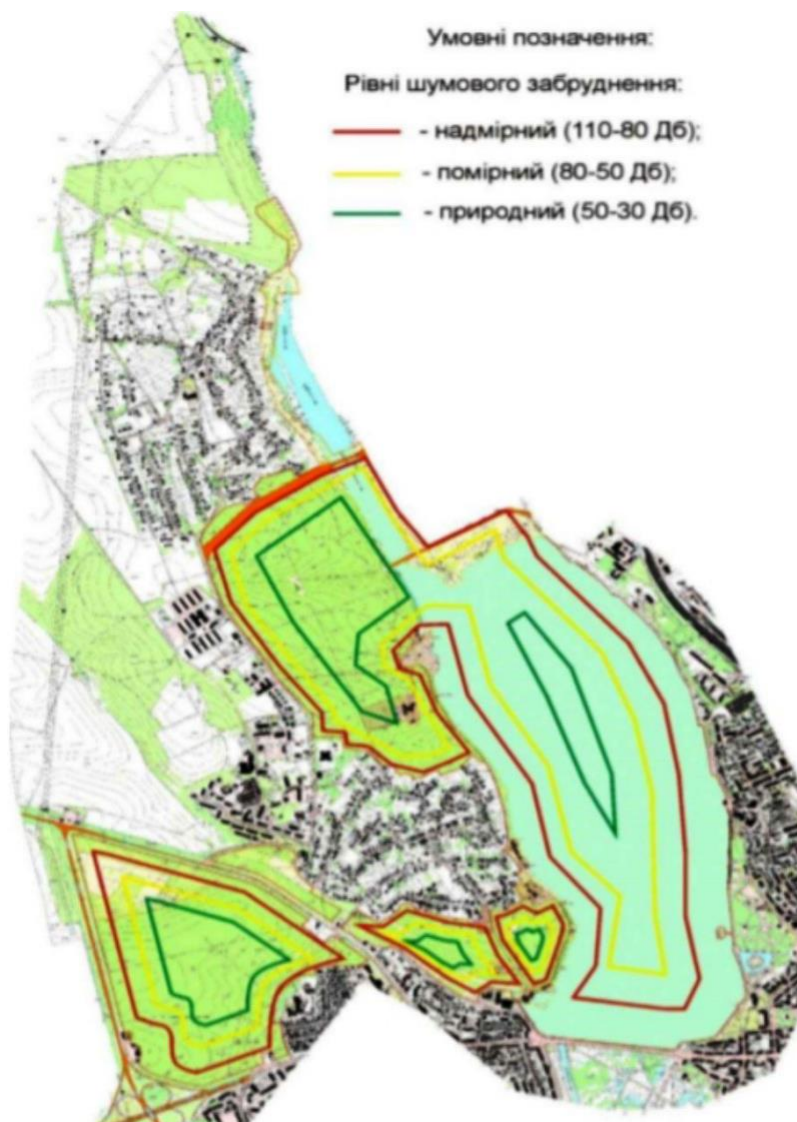 Умовні позначення:
Рівні шумового забруднення:
- надмірний (110-80 Дб);
- помірний (80-50 Дб);
- природний (50-30 Дб).